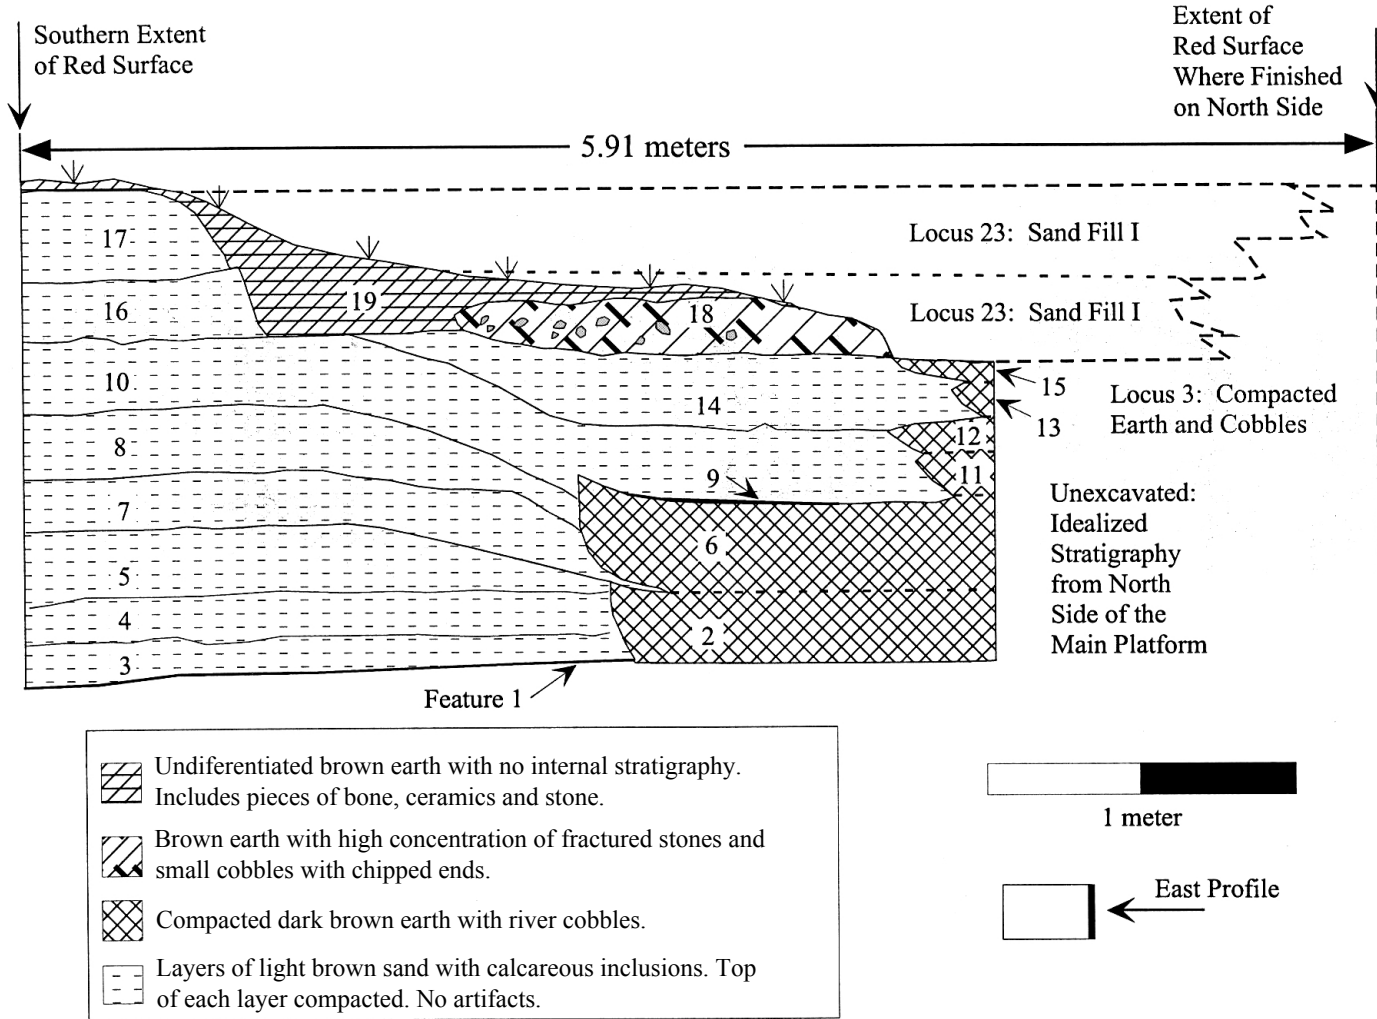 Southern Extent
of Red Surface
Extent of
Red Surface
Where Finished
on North Side
5.91 meters
17
Locus 23: Sand Fill I
16
19
18
Locus 23: Sand Fill I
10
14
15
13
Locus 3: Compacted
Earth and Cobbles
8
12
9
11
7
6
Unexcavated:
Idealized
Stratigraphy
from North
Side of the
Main Platform
5
4
2
3
Feature 1
Undiferentiated brown earth with no internal stratigraphy.
Includes pieces of bone, ceramics and stone.
Brown earth with high concentration of fractured stones and
small cobbles with chipped ends.
Compacted dark brown earth with river cobbles.
Layers of light brown sand with calcareous inclusions. Top
of each layer compacted. No artifacts.
1 meter
East Profile